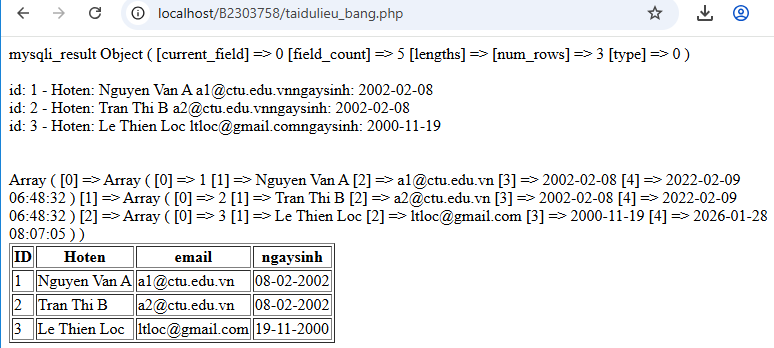 localhost/B2303758/taidulieu_bang.php
mysqli_result Object ( [current_field] => 0 [field_count] => 5 [lengths] => [num_rows] => 3 [type] => 0 )
id: 1 - Hoten: Nguyen Van A a1@ctu.edu.vnngaysinh: 2002-02-08
id: 2 - Hoten: Tran Thi B a2@ctu.edu.vnngaysinh: 2002-02-08
id: 3 - Hoten: Le Thien Loc ltloc@gmail.comngaysinh: 2000-11-19
Array ( [0] => Array ( [0] => 1 [1] => Nguyen Van A [2] => a1@ctu.edu.vn [3] => 2002-02-08 [4] => 2022-02-09
06:48:32 ) [1] => Array ( [0] => 2 [1] => Tran Thi B [2] => a2@ctu.edu.vn [3] => 2002-02-08 [4] => 2022-02-09
06:48:32 ) [2] => Array ( [0] => 3 [1] => Le Thien Loc [2] => ltloc@gmail.com [3] => 2000-11-19 [4] => 2026-01-28
08:07:05 ) )
ID Hoten email ngaysinh
1 Nguyen Van A a1@ctu.edu.vn 08-02-2002
2 Tran Thi B a2@ctu.edu.vn 08-02-2002
3 Le Thien Loc ltloc@gmail.com 19-11-2000